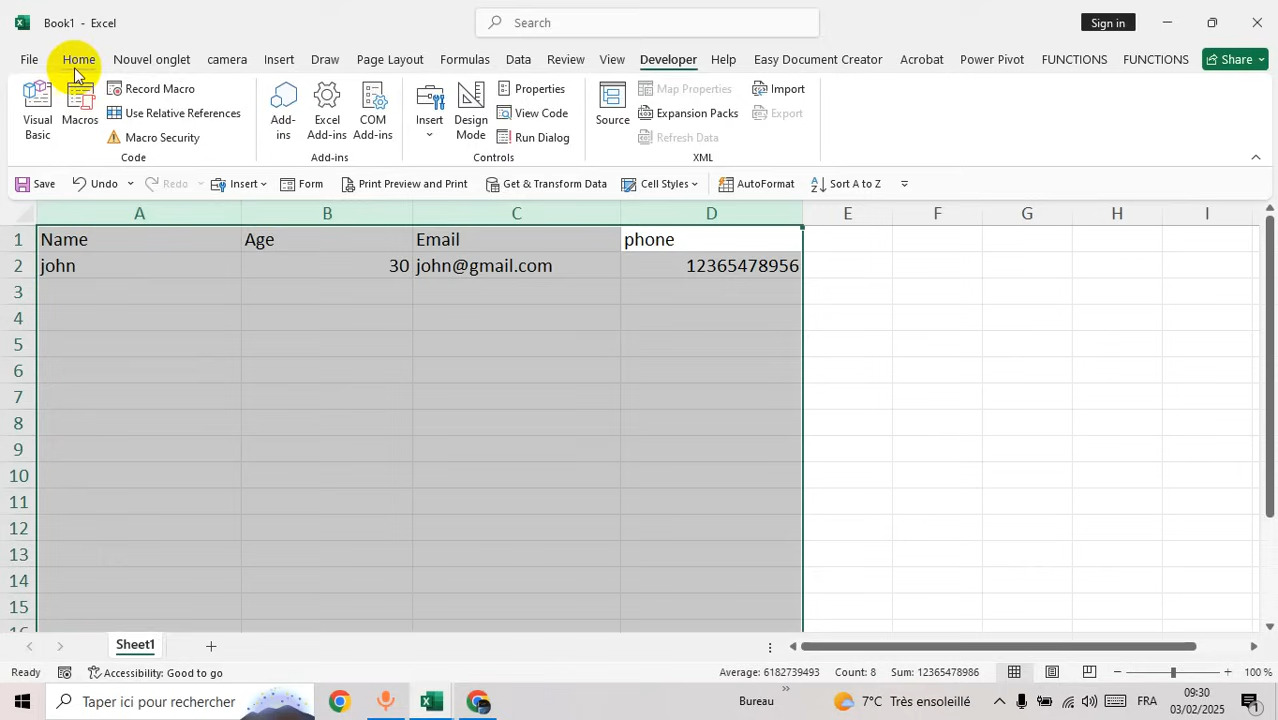 Book1 - Excel
Search
Sign in
File Home Nouvel onglet camera Insert Draw Page Layout Formulas Data Review View Developer Help Easy Document Creator Acrobat Power Pivot FUNCTIONS FUNCTIONS Share
Visual Basic
Macros
Record Macro
Use Relative References
Macro Security
Code
Add-ins
Excel Add-ins
COM Add-ins
Add-ins
Insert
Design Mode
Properties
View Code
Run Dialog
Controls
Source
Map Properties
Expansion Packs
Refresh Data
Import
Export
XML
Save Undo Redo Insert Form Print Preview and Print Get & Transform Data Cell Styles AutoFormat Sort A to Z
A B C D E F G H I
1 Name Age Email phone
2 john 30 john@gmail.com 12365478956
3
4
5
6
7
8
9
10
11
12
13
14
15
Sheet1
Ready Accessibility: Good to go Average: 6182739493 Count: 8 Sum: 12365478986 100 %
Taper ici pour rechercher Bureau 7°C Très ensoleillé FRA 09:30
03/02/2025